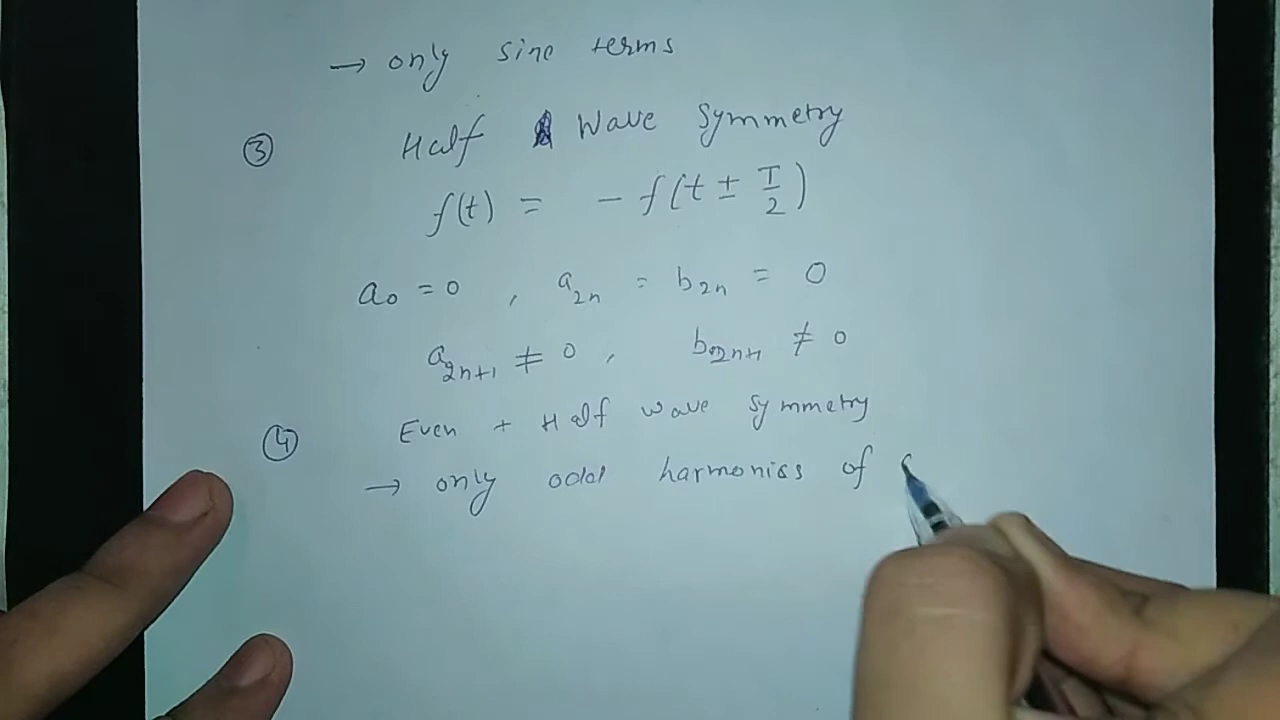 → only sine terms
③ Half Wave Symmetry
f(t) = - f(t ± T/2)
a₀ = 0 , a₂ₙ = b₂ₙ = 0
a₂ₙ₊₁ ≠ 0 , b₂ₙ₊₁ ≠ 0
④ Even + Half wave symmetry
→ only odd harmonics of